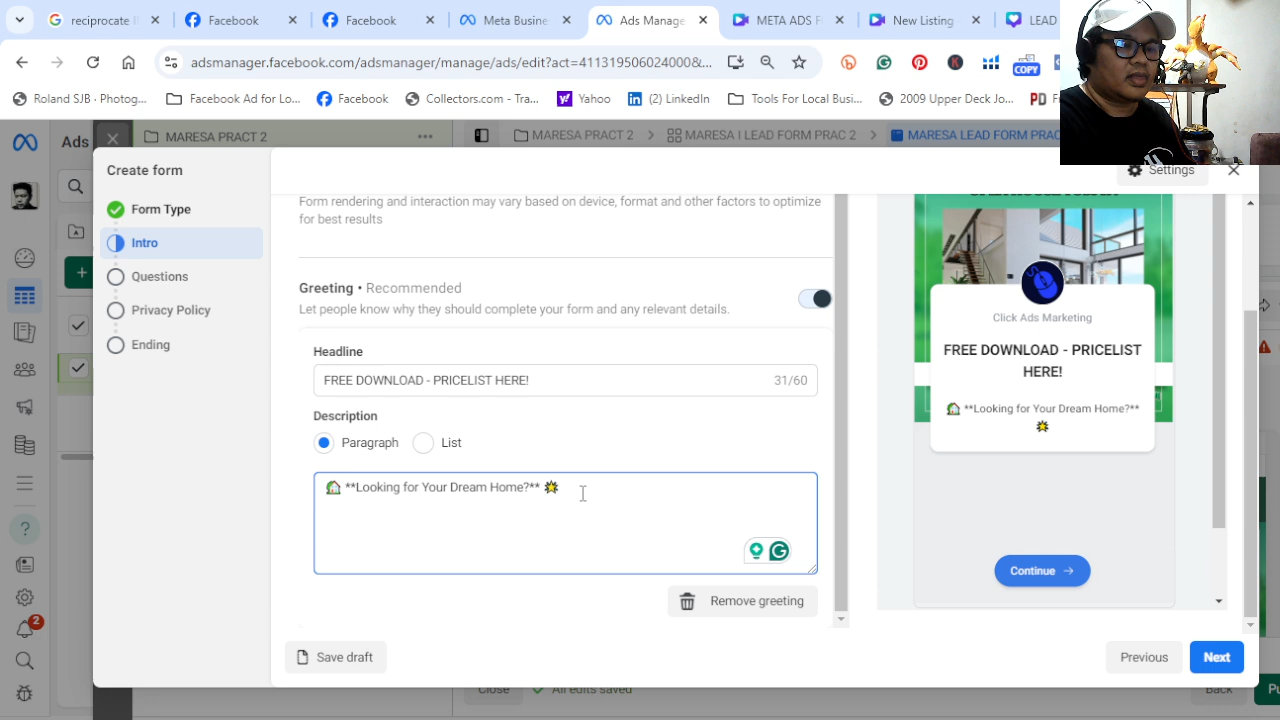 reciprocite l
Facebook
Facebook
Meta Busine
Ads Manage
META ADS F
New Listing
LEAD
adsmanager.facebook.com/adsmanager/manage/ads/edit?act=4113195060240000&...
COPY
Roland SJB - Photog...
Facebook Ad for Lo...
Facebook
Collectors.com - Tra...
Yahoo
(2) LinkedIn
Tools For Local Busi...
2009 Upper Deck Jo...
Ads
MARESA PRACT 2
MARESA PRACT 2
MARESA I LEAD FORM PRAC 2
MARESA LEAD FORM PRAC
Create form
Settings
Form Type
Intro
Questions
Privacy Policy
Ending
Form rendering and interaction may vary based on device, format and other factors to optimize
for best results
Greeting • Recommended
Let people know why they should complete your form and any relevant details.
Headline
FREE DOWNLOAD - PRICELIST HERE!
31/60
Description
Paragraph
List
🏡 **Looking for Your Dream Home?** 🌟
Remove greeting
Click Ads Marketing
FREE DOWNLOAD - PRICELIST
HERE!
🏡 **Looking for Your Dream Home?**
🌟
Continue
Save draft
Previous
Next
Close
All edits saved
Back
Pu
2